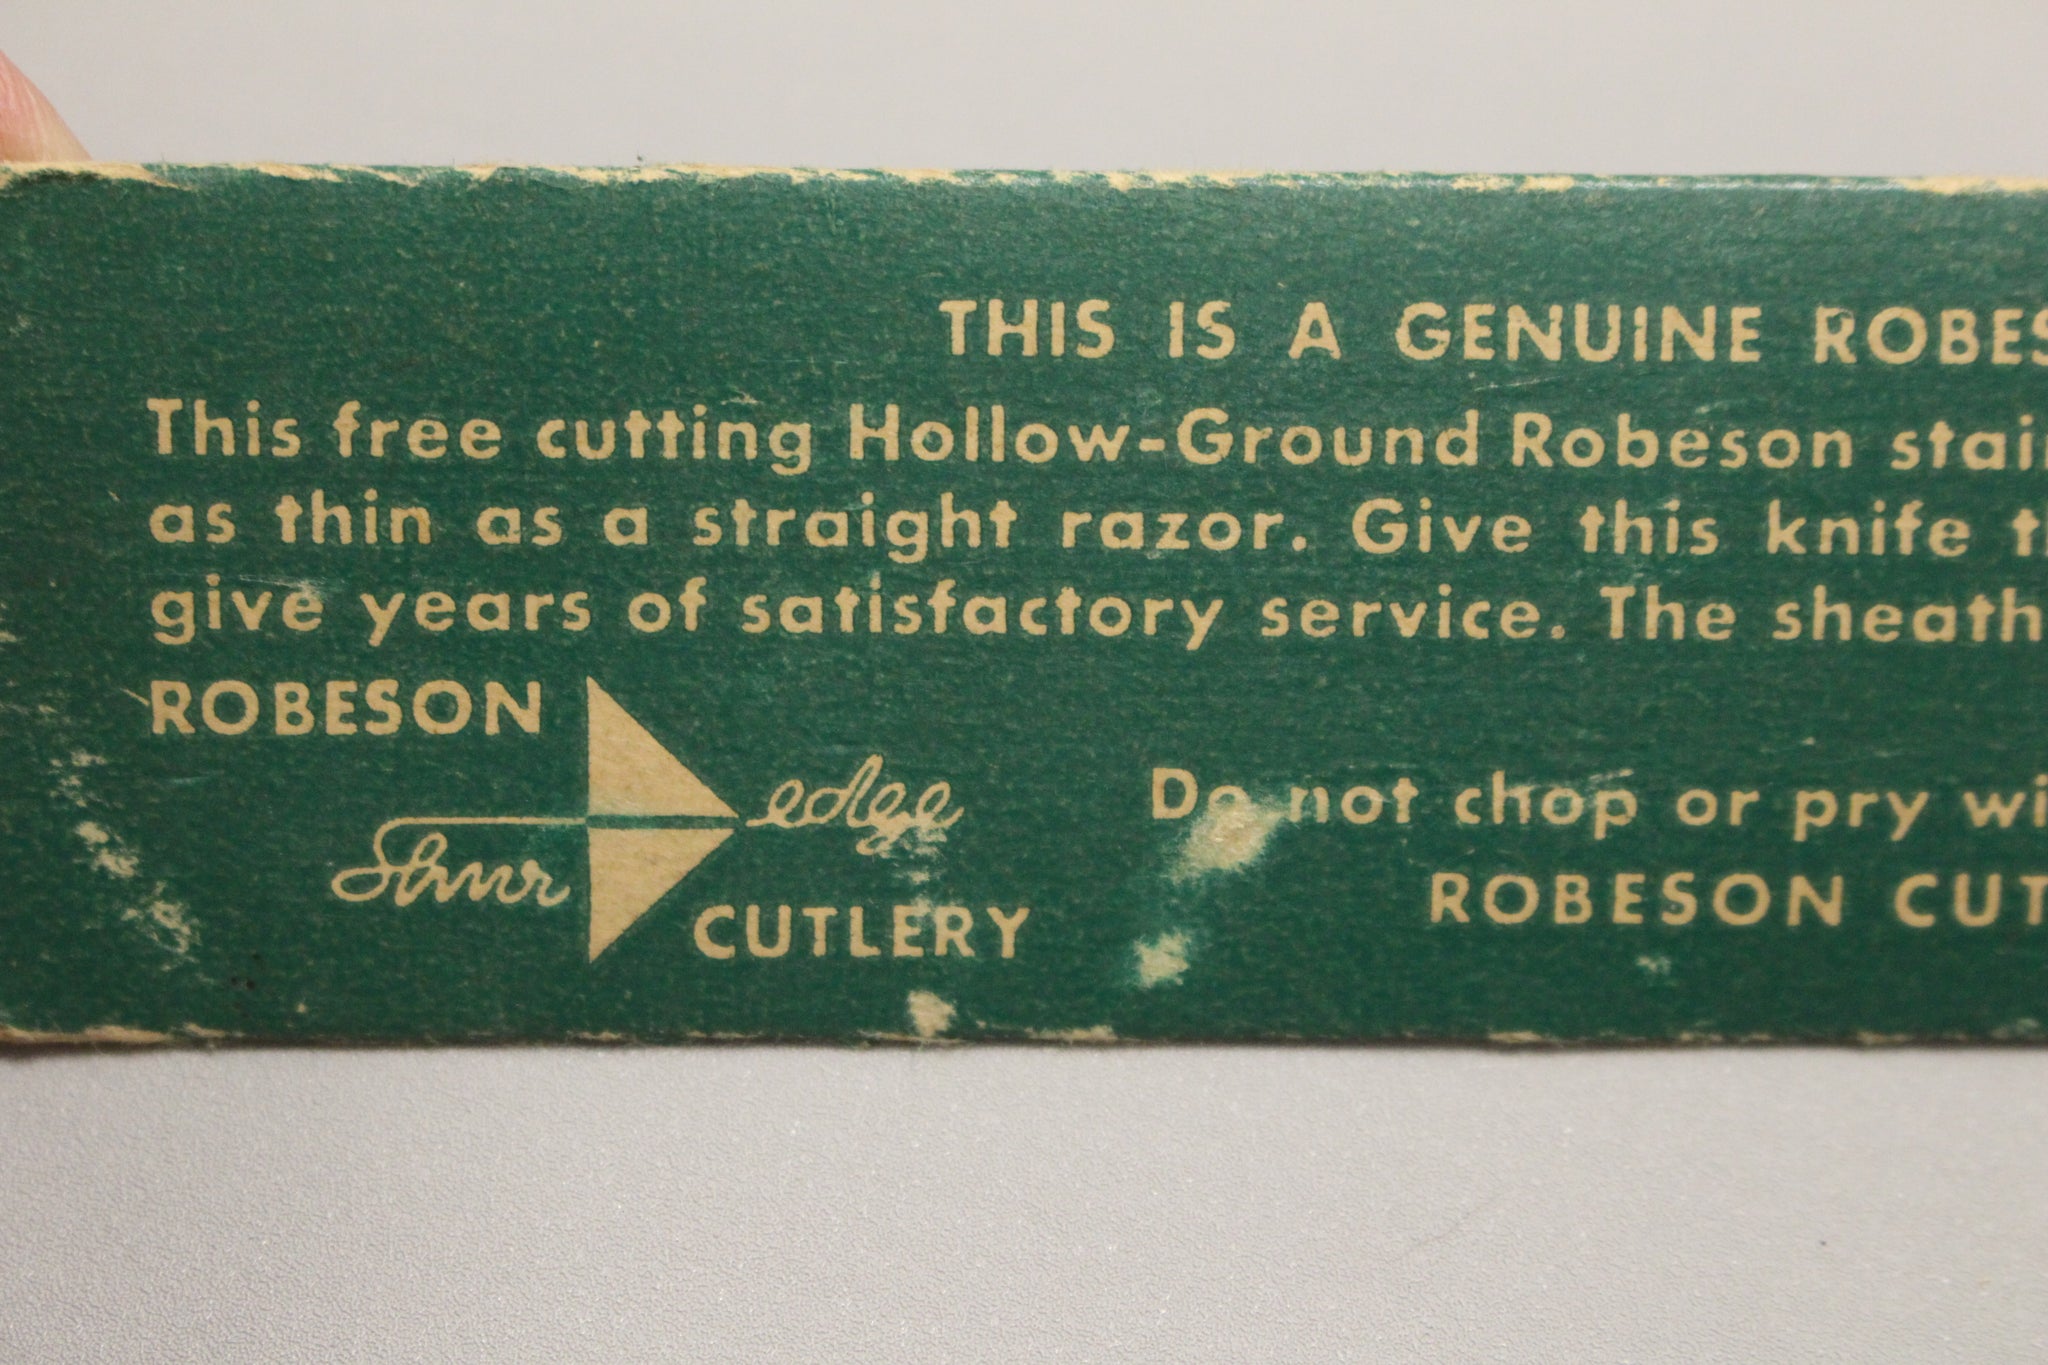 THIS IS A GENUINE ROBES
This free cutting Hollow-Ground Robeson stai
as thin as a straight razor. Give this knife t
give years of satisfactory service. The sheath
ROBESON
Shur edge
CUTLERY
Do not chop or pry wi
ROBESON CUT